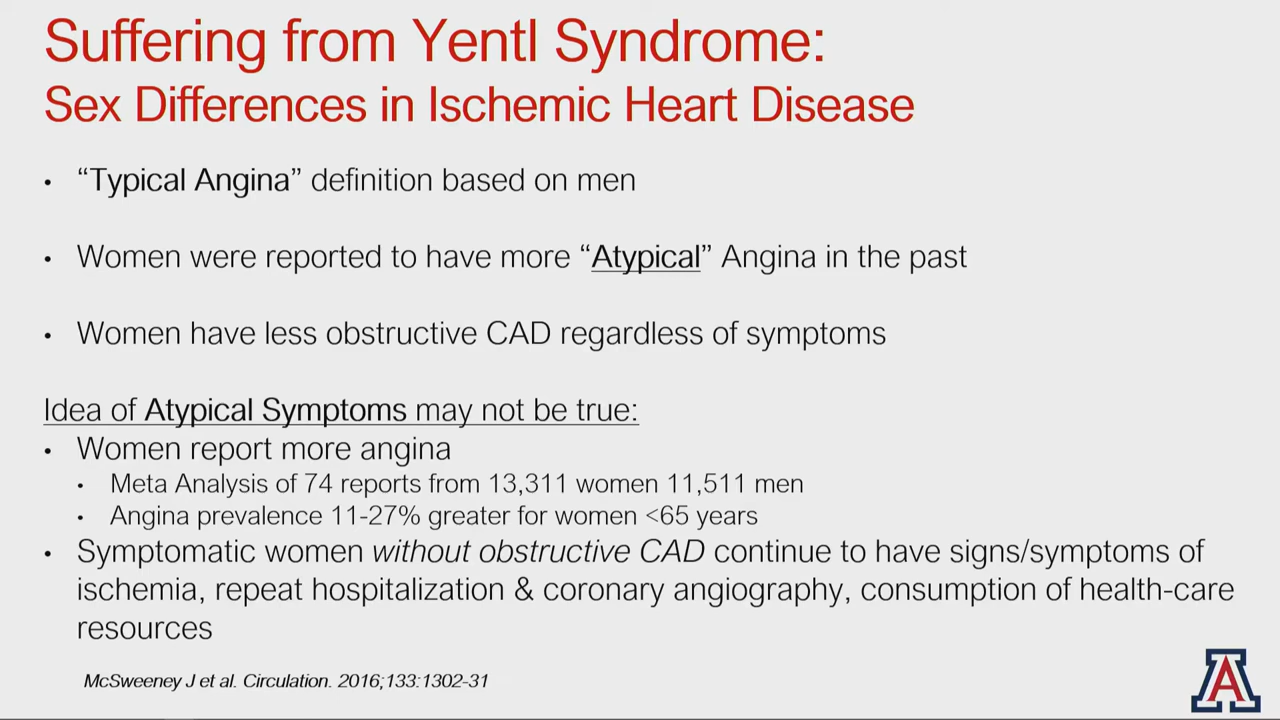 Suffering from Yentl Syndrome:
Sex Differences in Ischemic Heart Disease
• “Typical Angina” definition based on men
• Women were reported to have more “Atypical” Angina in the past
• Women have less obstructive CAD regardless of symptoms
Idea of Atypical Symptoms may not be true:
• Women report more angina
• Meta Analysis of 74 reports from 13,311 women 11,511 men
• Angina prevalence 11-27% greater for women <65 years
• Symptomatic women without obstructive CAD continue to have signs/symptoms of
ischemia, repeat hospitalization & coronary angiography, consumption of health-care
resources
McSweeney J et al. Circulation. 2016;133:1302-31
A